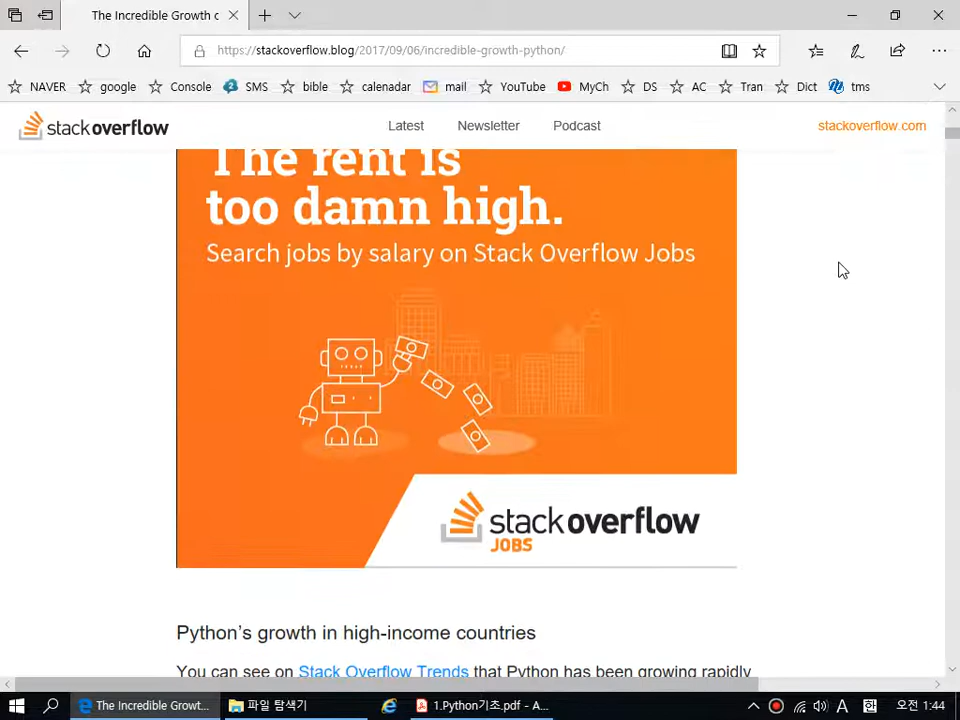 The Incredible Growth c
https://stackoverflow.blog/2017/09/06/incredible-growth-python/
NAVER google Console SMS bible calenadar mail YouTube MyCh DS AC Tran Dict tms
stackoverflow Latest Newsletter Podcast stackoverflow.com
The rent is
too damn high.
Search jobs by salary on Stack Overflow Jobs
stackoverflow
JOBS
Python's growth in high-income countries
You can see on Stack Overflow Trends that Python has been growing rapidly
The Incredible Growt... 파일 탐색기 1.Python기초.pdf - A... A 한 오전 1:44